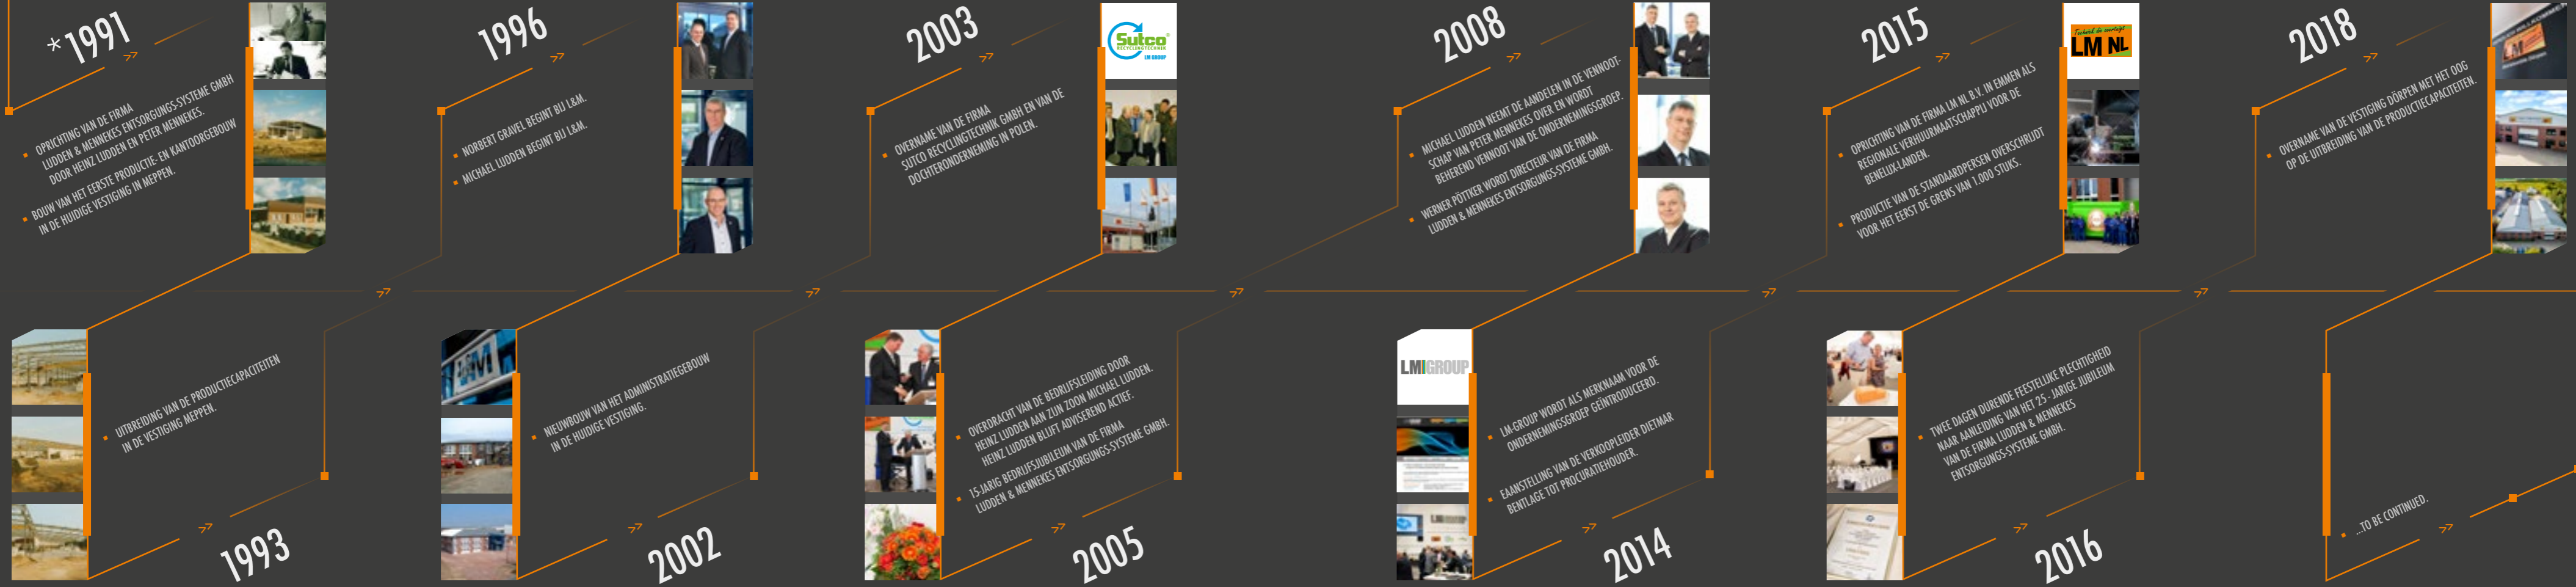 *1991
OPRICHTING VAN DE FIRMA
LUDDEN & MENNEKES ENTSORGUNGS-SYSTEME GMBH
DOOR HEINZ LUDDEN EN PETER MENNEKES.
BOUW VAN HET EERSTE PRODUCTIE- EN KANTOORGEBOUW
IN DE HUIDIGE VESTIGING IN MEPPEN.
UITBREIDING VAN DE PRODUCTIECAPACITEITEN
IN DE VESTIGING MEPPEN.
1993
1996
NORBERT GRAVEL BEGINT BIJ L&M.
MICHAEL LUDDEN BEGINT BIJ L&M.
L&M
NIEUWBOUW VAN HET ADMINISTRATIEGEBOUW
IN DE HUIDIGE VESTIGING.
2002
2003
OVERNAME VAN DE FIRMA
SUTCO RECYCLINGTECHNIK GMBH EN VAN DE
DOCHTERONDERNEMING IN POLEN.
Sutco®
RECYCLINGTECHNIK
LM GROUP
OVERDRACHT VAN DE BEDRIJFSLEIDING DOOR
HEINZ LUDDEN AAN ZIJN ZOON MICHAEL LUDDEN.
HEINZ LUDDEN BLIJFT ADVISEREND ACTIEF.
15-JARIG BEDRIJFSJUBILEUM VAN DE FIRMA
LUDDEN & MENNEKES ENTSORGUNGS-SYSTEME GMBH.
2005
2008
MICHAEL LUDDEN NEEMT DE AANDELEN IN DE VENNOOT-
SCHAP VAN PETER MENNEKES OVER EN WORDT
BEHEREND VENNOOT VAN DE ONDERNEMINGSGROEP.
WERNER PÖTTKER WORDT DIRECTEUR VAN DE FIRMA
LUDDEN & MENNEKES ENTSORGUNGS-SYSTEME GMBH.
LM GROUP
LM-GROUP WORDT ALS MERKNAAM VOOR DE
ONDERNEMINGSGROEP GEÏNTRODUCEERD.
EAANSTELLING VAN DE VERKOOPLEIDER DIETMAR
BENTLAGE TOT PROCURATIEHOUDER.
2014
2015
OPRICHTING VAN DE FIRMA LM NL B.V. IN EMMEN ALS
REGIONALE VERHUURMAATSCHAPPIJ VOOR DE
BENELUX-LANDEN.
PRODUCTIE VAN DE STANDAARDPERSEN OVERSCHRIJDT
VOOR HET EERST DE GRENS VAN 1.000 STUKS.
LM NL
TWEE DAGEN DURENDE FEESTELIJKE PLECHTIGHEID
NAAR AANLEIDING VAN HET 25 - JARIGE JUBILEUM
VAN DE FIRMA LUDDEN & MENNEKES
ENTSORGUNGS-SYSTEME GMBH.
2016
2018
OVERNAME VAN DE VESTIGING DÖRPEN MET HET OOG
OP DE UITBREIDING VAN DE PRODUCTIECAPACITEITEN.
...TO BE CONTINUED.